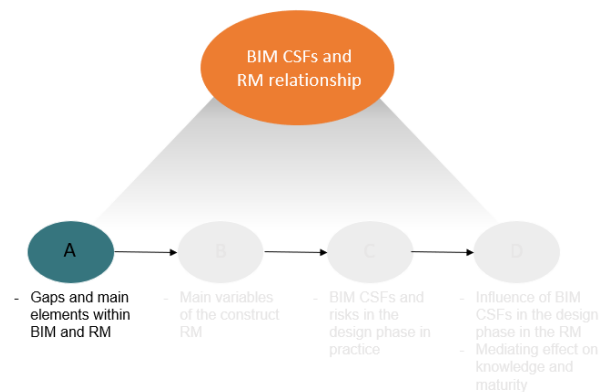 BIM CSFs and
RM relationship
A
B
C
D
- Gaps and main
elements within
BIM and RM
- Main variables
of the construct
RM
- BIM CSFs and
risks in the
design phase in
practice
- Influence of BIM
CSFs in the design
phase in the RM
- Mediating effect on
knowledge and
maturity